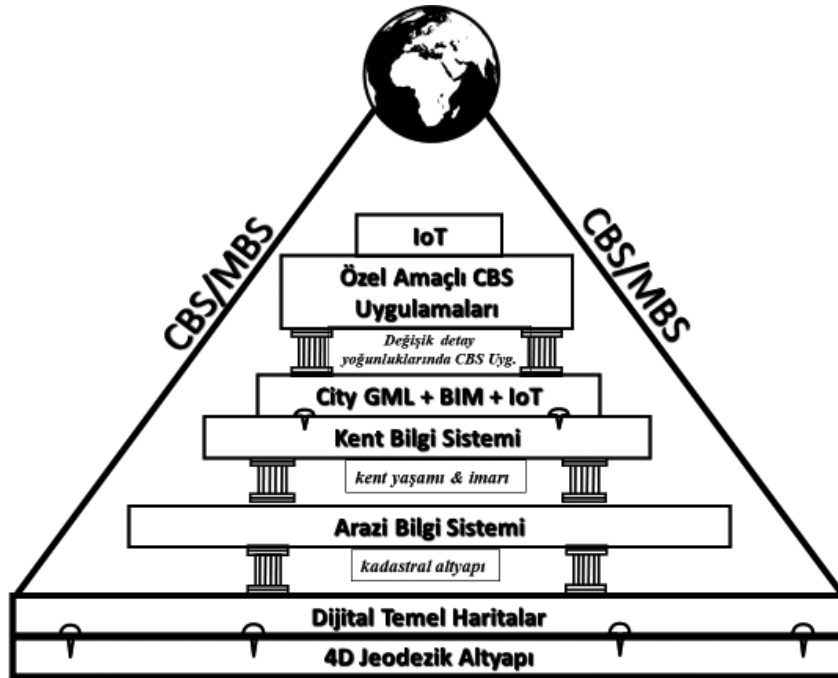 CBS/MBS
CBS/MBS
IoT
Özel Amaçlı CBS
Uygulamaları
Değişik detay
yoğunluklarında CBS Uyg.
City GML + BIM + IoT
Kent Bilgi Sistemi
kent yaşamı & imarı
Arazi Bilgi Sistemi
kadastral altyapı
Dijital Temel Haritalar
4D Jeodezik Altyapı